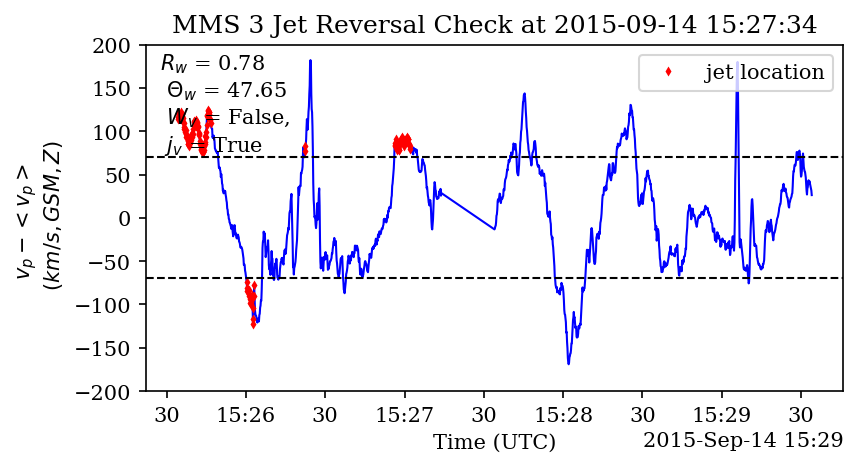 MMS 3 Jet Reversal Check at 2015-09-14 15:27:34
R_w = 0.78
Θ_w = 47.65
W_v = False,
j_v = True
jet location
v_p − < v_p >
(km/s, GSM, Z)
200
150
100
50
0
−50
−100
−150
−200
30 15:26 30 15:27 30 15:28 30 15:29 30
Time (UTC)
2015-Sep-14 15:29